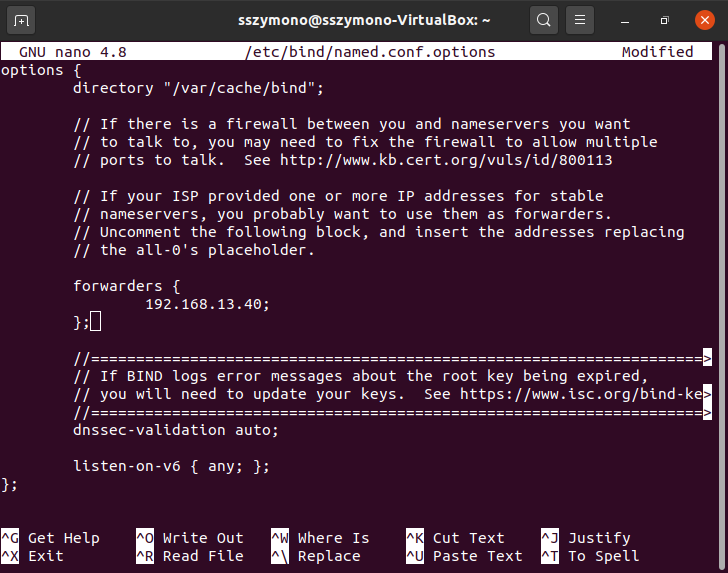 sszymono@sszymono-VirtualBox: ~
GNU nano 4.8 /etc/bind/named.conf.options Modified
options {
directory "/var/cache/bind";
// If there is a firewall between you and nameservers you want
// to talk to, you may need to fix the firewall to allow multiple
// ports to talk.  See http://www.kb.cert.org/vuls/id/800113
// If your ISP provided one or more IP addresses for stable
// nameservers, you probably want to use them as forwarders.
// Uncomment the following block, and insert the addresses replacing
// the all-0's placeholder.
forwarders {
192.168.13.40;
};
//====================================================================>
// If BIND logs error messages about the root key being expired,
// you will need to update your keys.  See https://www.isc.org/bind-ke>
//====================================================================>
dnssec-validation auto;
listen-on-v6 { any; };
};
^G Get Help ^O Write Out ^W Where Is ^K Cut Text ^J Justify
^X Exit ^R Read File ^\ Replace ^U Paste Text ^T To Spell